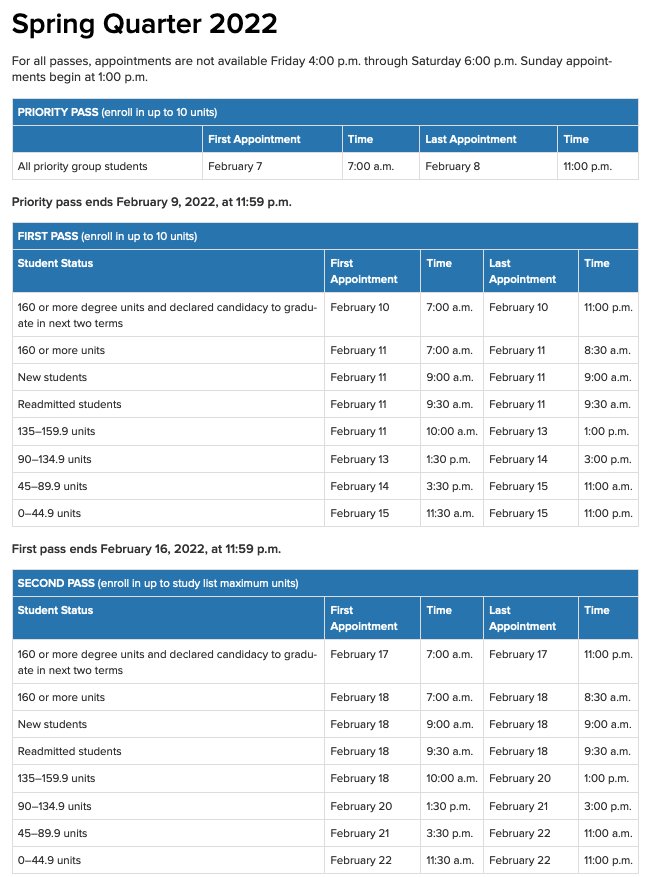 Spring Quarter 2022
For all passes, appointments are not available Friday 4:00 p.m. through Saturday 6:00 p.m. Sunday appoint-
ments begin at 1:00 p.m.
PRIORITY PASS (enroll in up to 10 units)
First Appointment Time Last Appointment Time
All priority group students February 7 7:00 a.m. February 8 11:00 p.m.
Priority pass ends February 9, 2022, at 11:59 p.m.
FIRST PASS (enroll in up to 10 units)
Student Status First Appointment Time Last Appointment Time
160 or more degree units and declared candidacy to gradu-
ate in next two terms February 10 7:00 a.m. February 10 11:00 p.m.
160 or more units February 11 7:00 a.m. February 11 8:30 a.m.
New students February 11 9:00 a.m. February 11 9:00 a.m.
Readmitted students February 11 9:30 a.m. February 11 9:30 a.m.
135–159.9 units February 11 10:00 a.m. February 13 1:00 p.m.
90–134.9 units February 13 1:30 p.m. February 14 3:00 p.m.
45–89.9 units February 14 3:30 p.m. February 15 11:00 a.m.
0–44.9 units February 15 11:30 a.m. February 15 11:00 p.m.
First pass ends February 16, 2022, at 11:59 p.m.
SECOND PASS (enroll in up to study list maximum units)
Student Status First Appointment Time Last Appointment Time
160 or more degree units and declared candidacy to gradu-
ate in next two terms February 17 7:00 a.m. February 17 11:00 p.m.
160 or more units February 18 7:00 a.m. February 18 8:30 a.m.
New students February 18 9:00 a.m. February 18 9:00 a.m.
Readmitted students February 18 9:30 a.m. February 18 9:30 a.m.
135–159.9 units February 18 10:00 a.m. February 20 1:00 p.m.
90–134.9 units February 20 1:30 p.m. February 21 3:00 p.m.
45–89.9 units February 21 3:30 p.m. February 22 11:00 a.m.
0–44.9 units February 22 11:30 a.m. February 22 11:00 p.m.